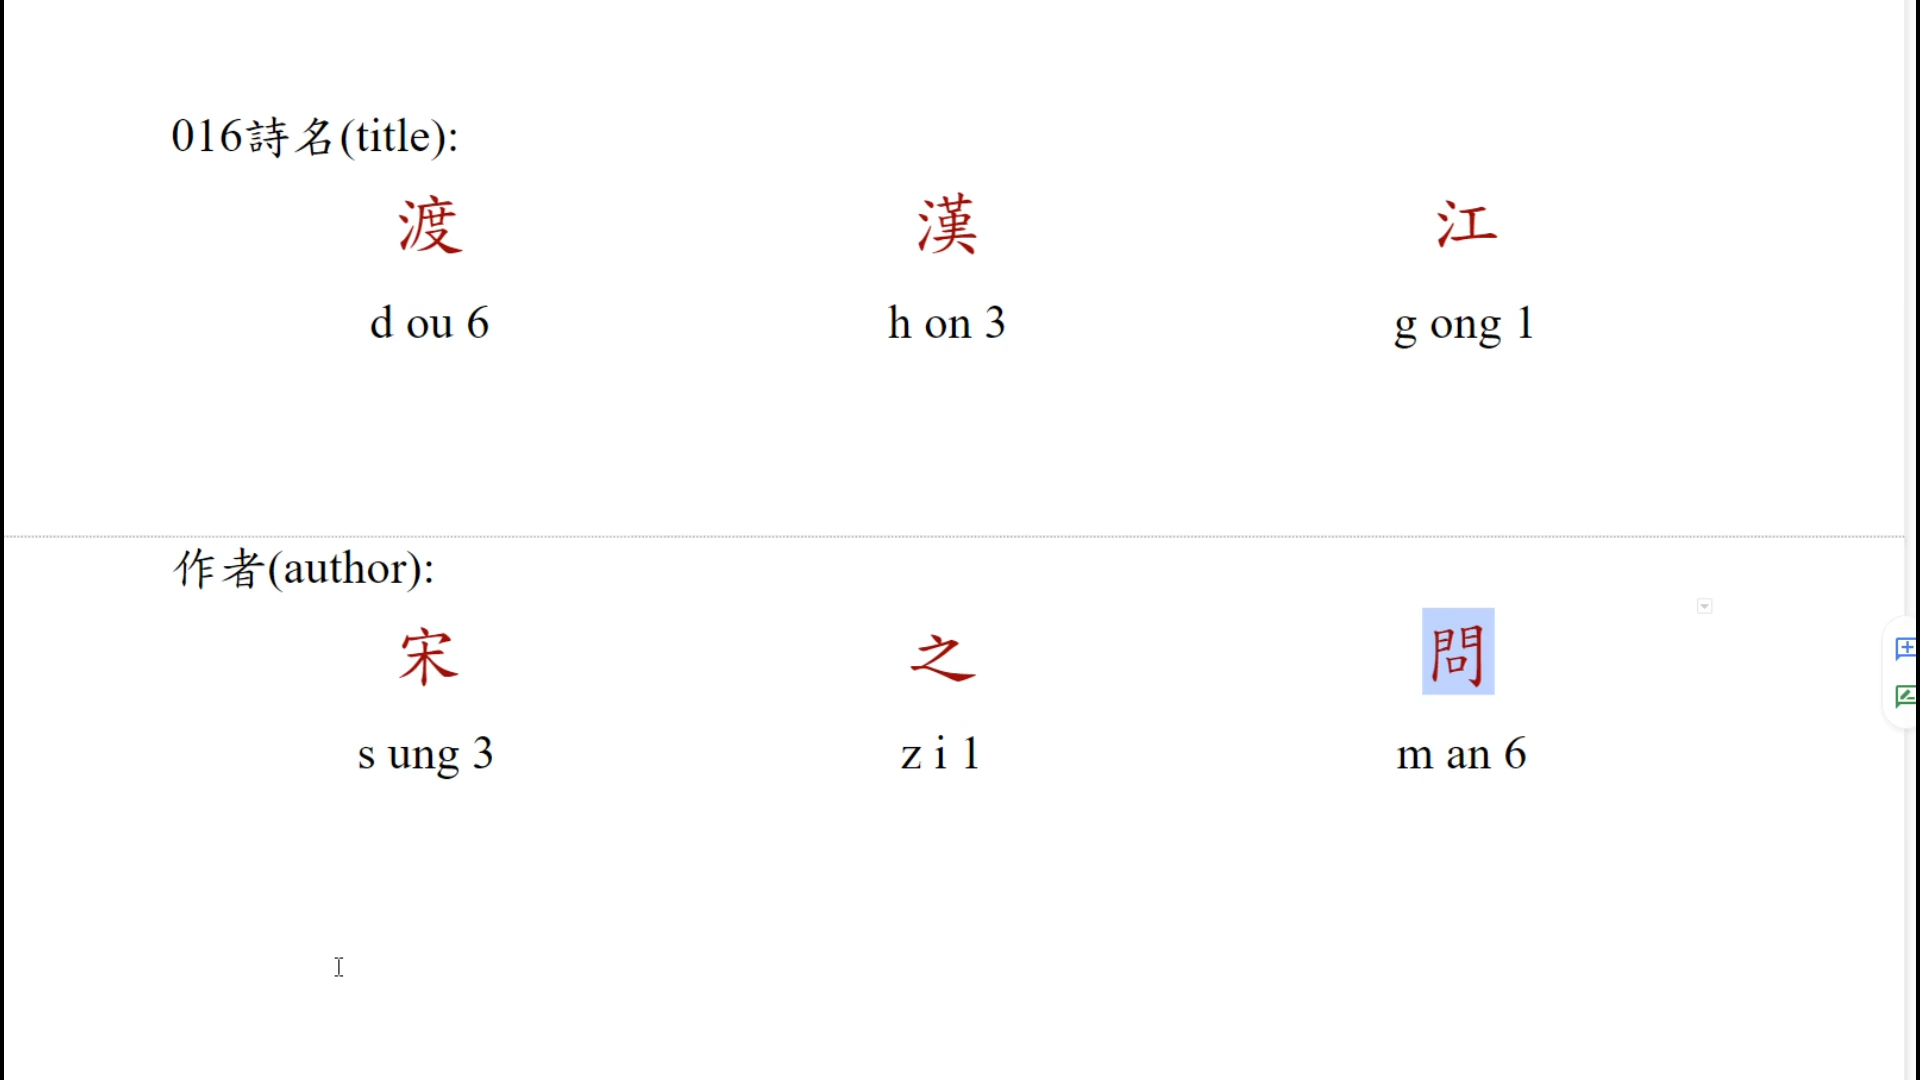 016詩名(title):
渡 漢 江
d ou 6 h on 3 g ong 1
作者(author):
宋 之 問
s ung 3 z i 1 m an 6